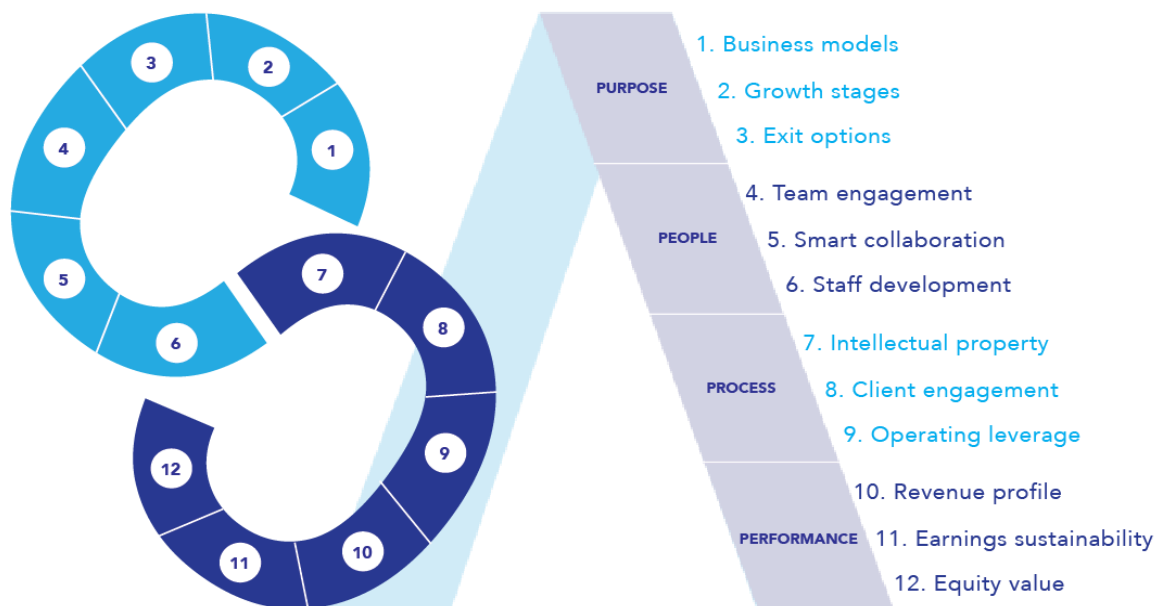 3
2
1
4
5
6
7
8
9
10
11
12
PURPOSE
1. Business models
2. Growth stages
3. Exit options
PEOPLE
4. Team engagement
5. Smart collaboration
6. Staff development
PROCESS
7. Intellectual property
8. Client engagement
9. Operating leverage
PERFORMANCE
10. Revenue profile
11. Earnings sustainability
12. Equity value